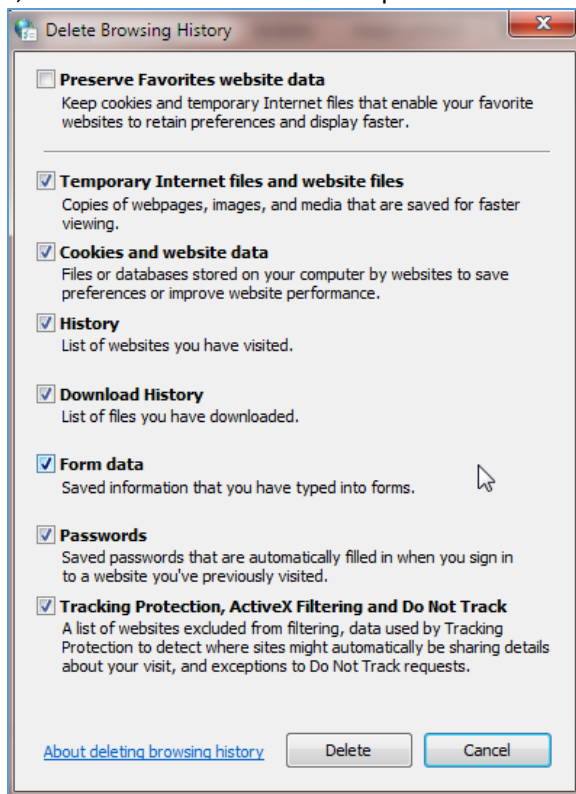 Delete Browsing History
Preserve Favorites website data
Keep cookies and temporary Internet files that enable your favorite
websites to retain preferences and display faster.
Temporary Internet files and website files
Copies of webpages, images, and media that are saved for faster
viewing.
Cookies and website data
Files or databases stored on your computer by websites to save
preferences or improve website performance.
History
List of websites you have visited.
Download History
List of files you have downloaded.
Form data
Saved information that you have typed into forms.
Passwords
Saved passwords that are automatically filled in when you sign in
to a website you've previously visited.
Tracking Protection, ActiveX Filtering and Do Not Track
A list of websites excluded from filtering, data used by Tracking
Protection to detect where sites might automatically be sharing details
about your visit, and exceptions to Do Not Track requests.
About deleting browsing history Delete Cancel